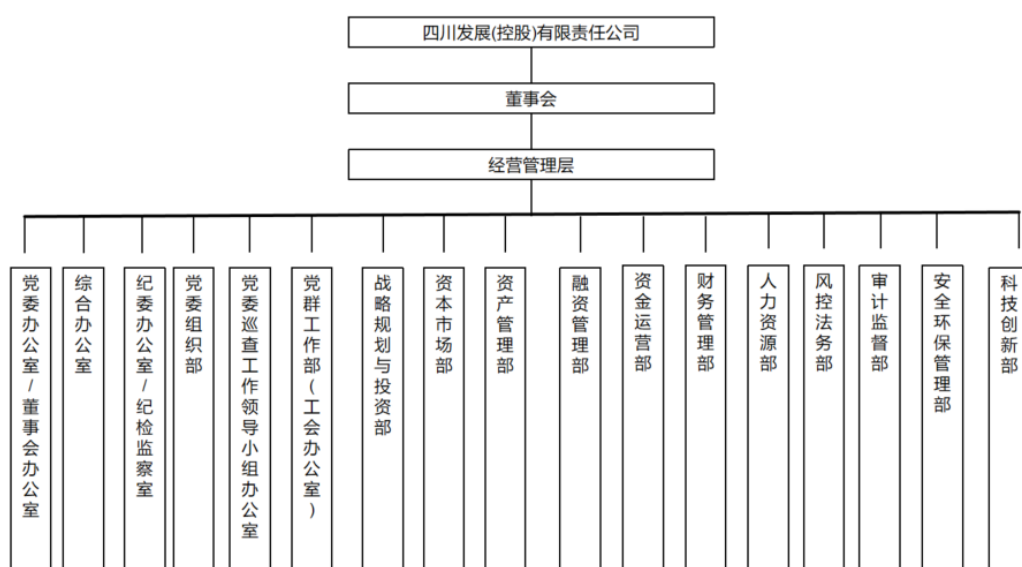 四川发展(控股)有限责任公司
董事会
经营管理层
党委办公室/董事会办公室
综合办公室
纪委办公室/纪检监察室
党委组织部
党委巡查工作领导小组办公室
党群工作部(工会办公室)
战略规划与投资部
资本市场部
资产管理部
融资管理部
资金运营部
财务管理部
人力资源部
风控法务部
审计监督部
安全环保管理部
科技创新部